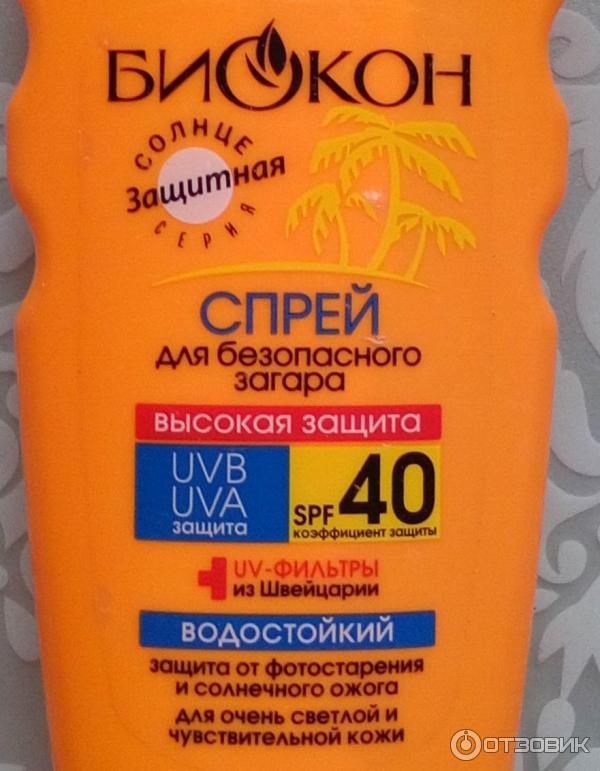 БИОКОН
СОЛНЦЕ
Защитная
СЕРИЯ
СПРЕЙ
для безопасного
загара
ВЫСОКАЯ ЗАЩИТА
UVB
UVA
защита
SPF 40
коэффициент защиты
UV-ФИЛЬТРЫ
из Швейцарии
ВОДОСТОЙКИЙ
защита от фотостарения
и солнечного ожога
для очень светлой и
чувствительной кожи
ОТЗОВИК